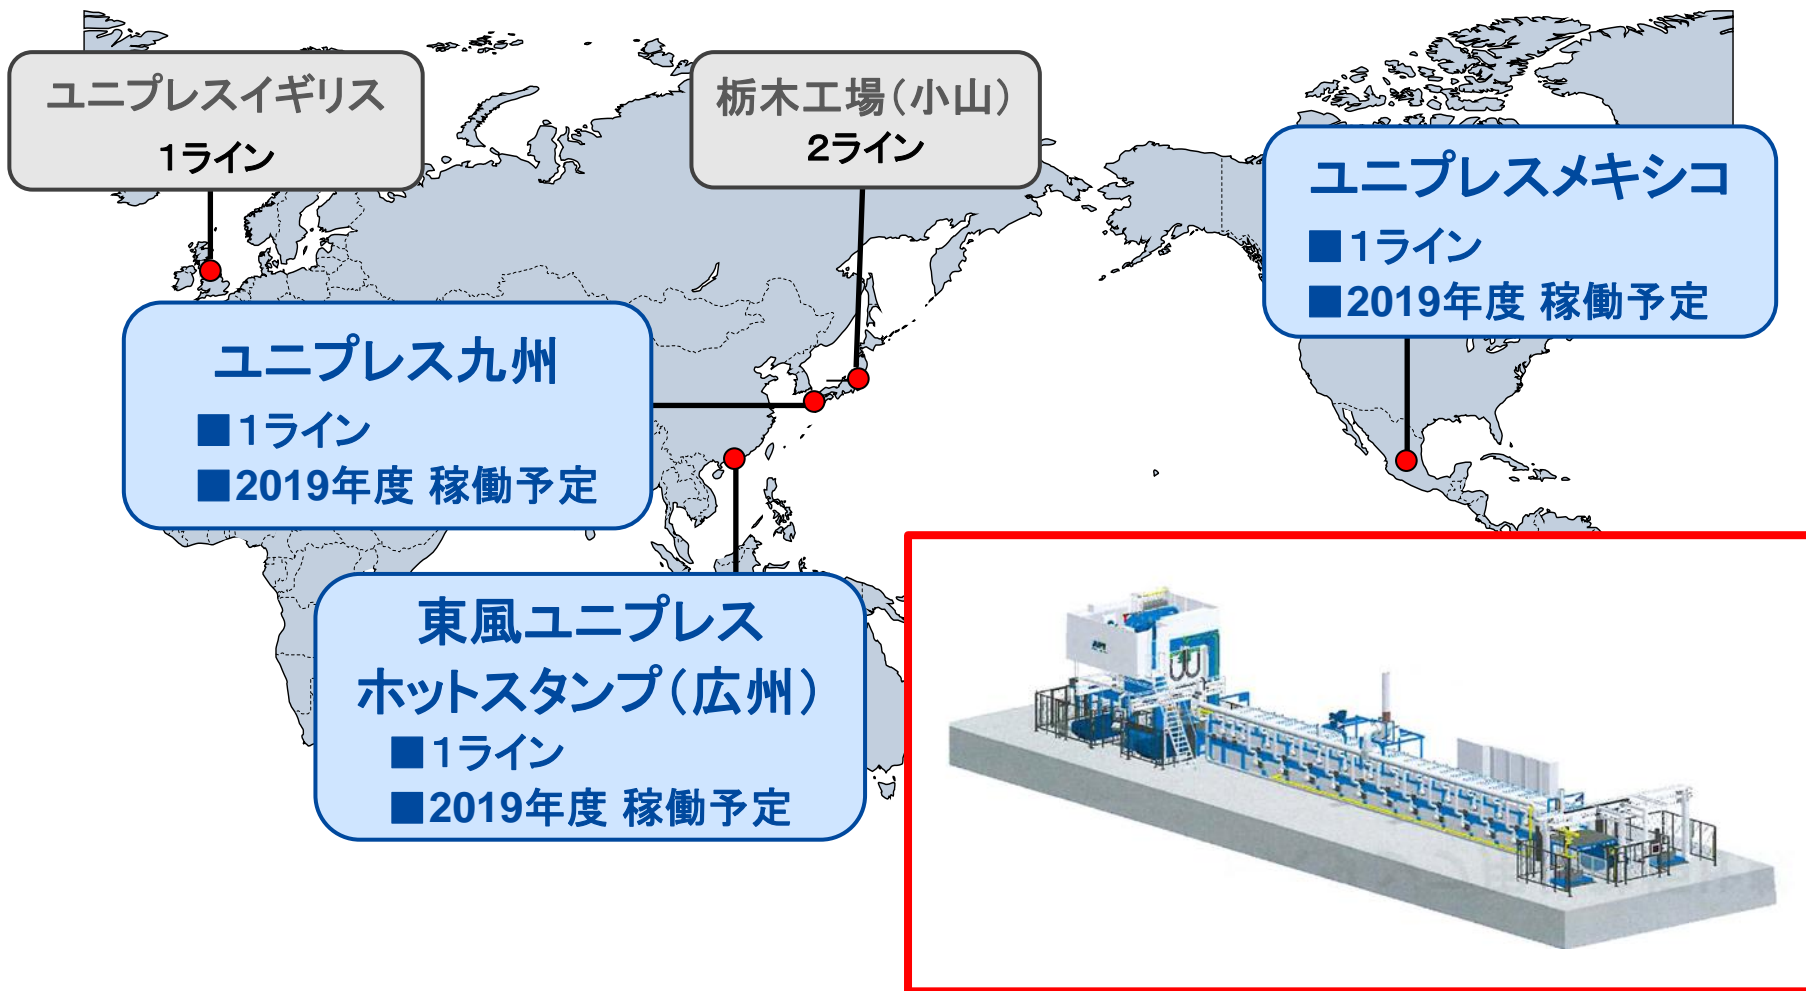 ユニプレスイギリス
1ライン
栃木工場（小山）
2ライン
ユニプレスメキシコ
■1ライン
■2019年度 稼働予定
ユニプレス九州
■1ライン
■2019年度 稼働予定
東風ユニプレス
ホットスタンプ（広州）
■1ライン
■2019年度 稼働予定